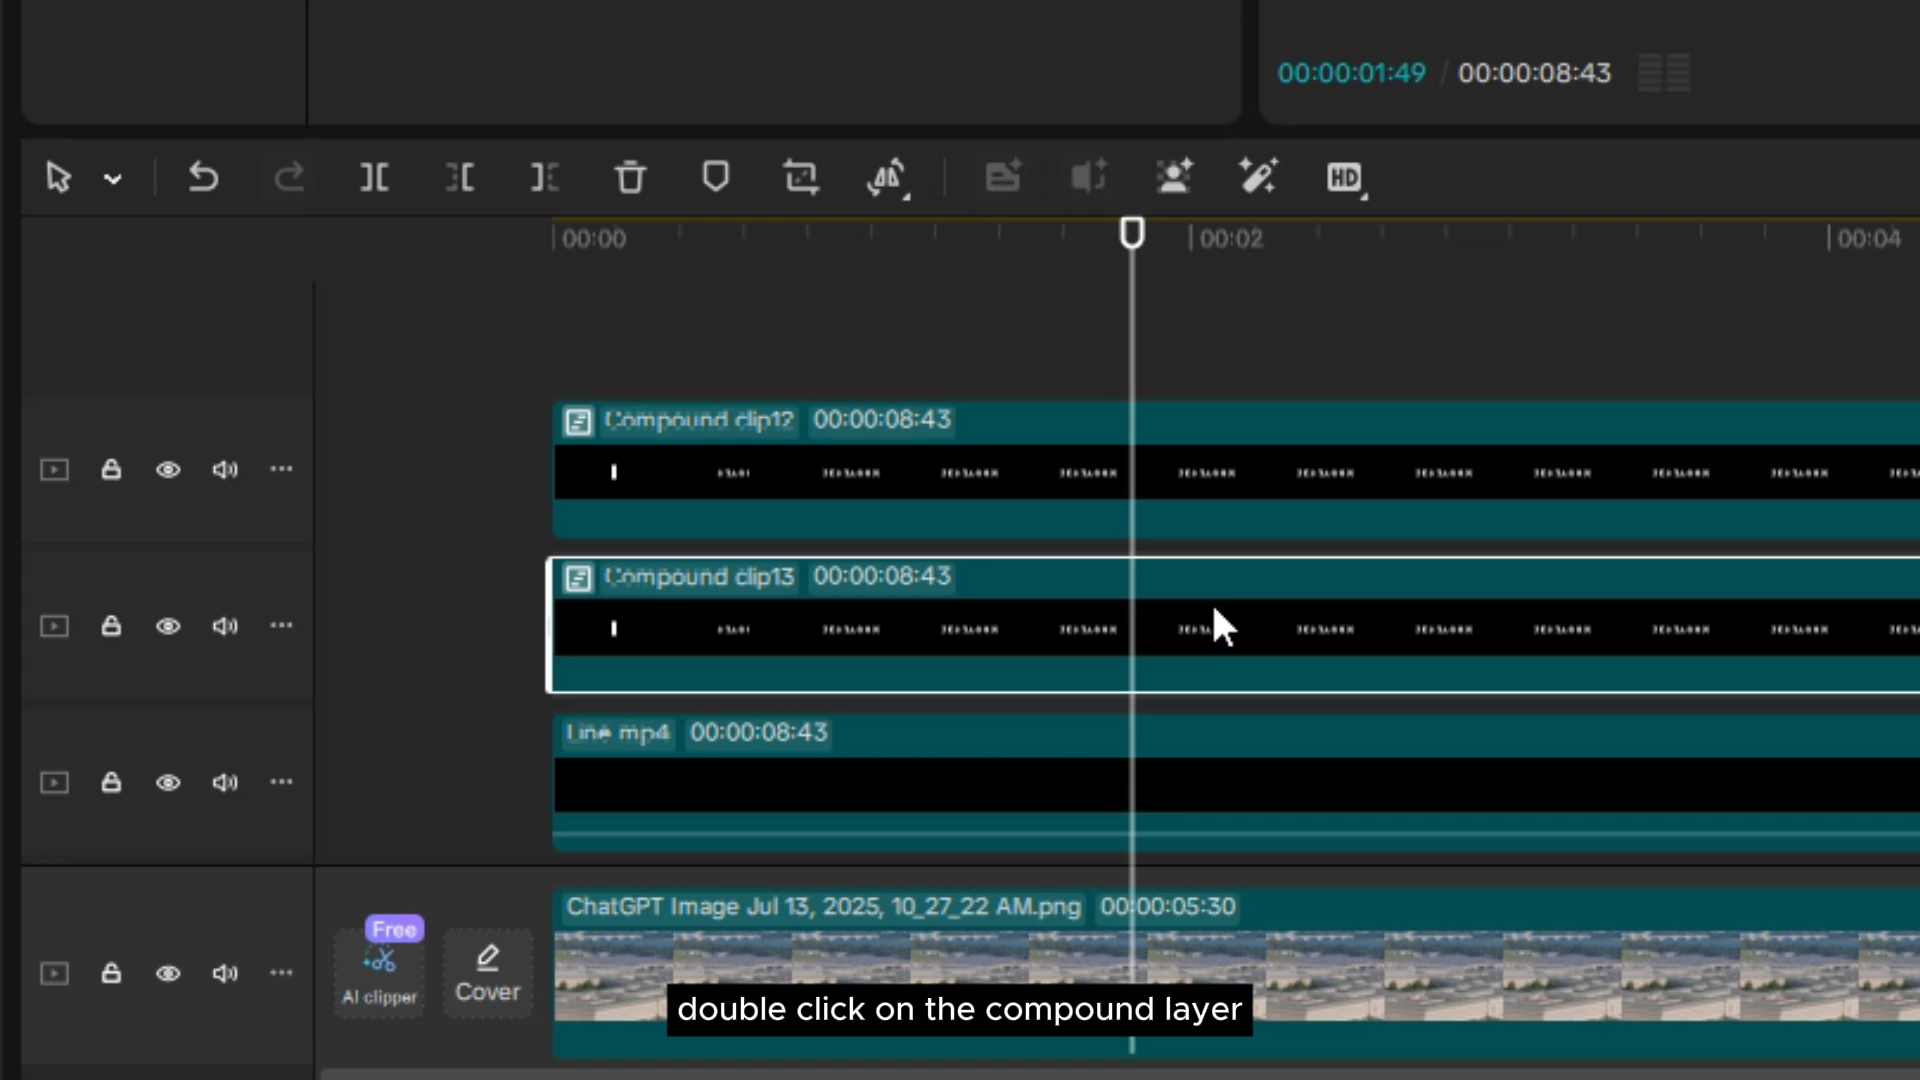 00:00:01:49 / 00:00:08:43
HD
00:00 00:02 00:04
Compound clip12 00:00:08:43
Compound clip13 00:00:08:43
Line mp4 00:00:08:43
ChatGPT Image Jul 13, 2025, 10_27_22 AM.png 00:00:05:30
Free
AI clipper
Cover
double click on the compound layer